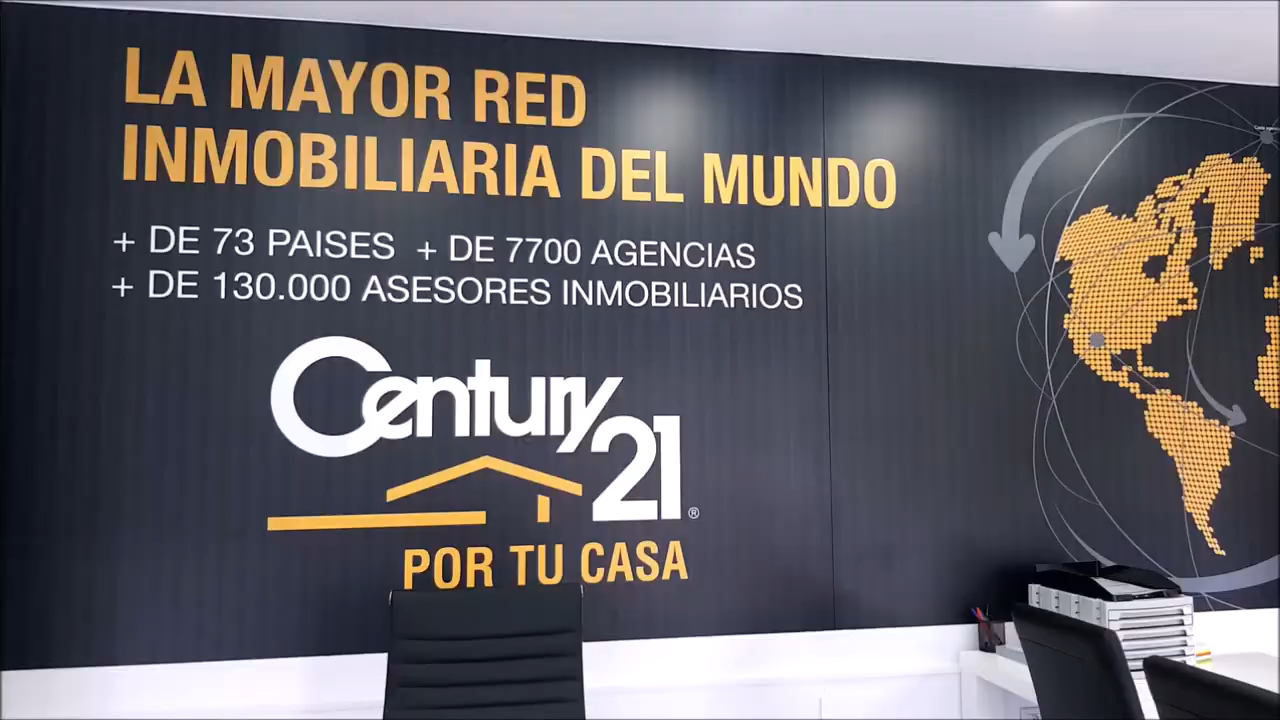 LA MAYOR RED
INMOBILIARIA DEL MUNDO
+ DE 73 PAISES + DE 7700 AGENCIAS
+ DE 130.000 ASESORES INMOBILIARIOS
Century
21®
POR TU CASA